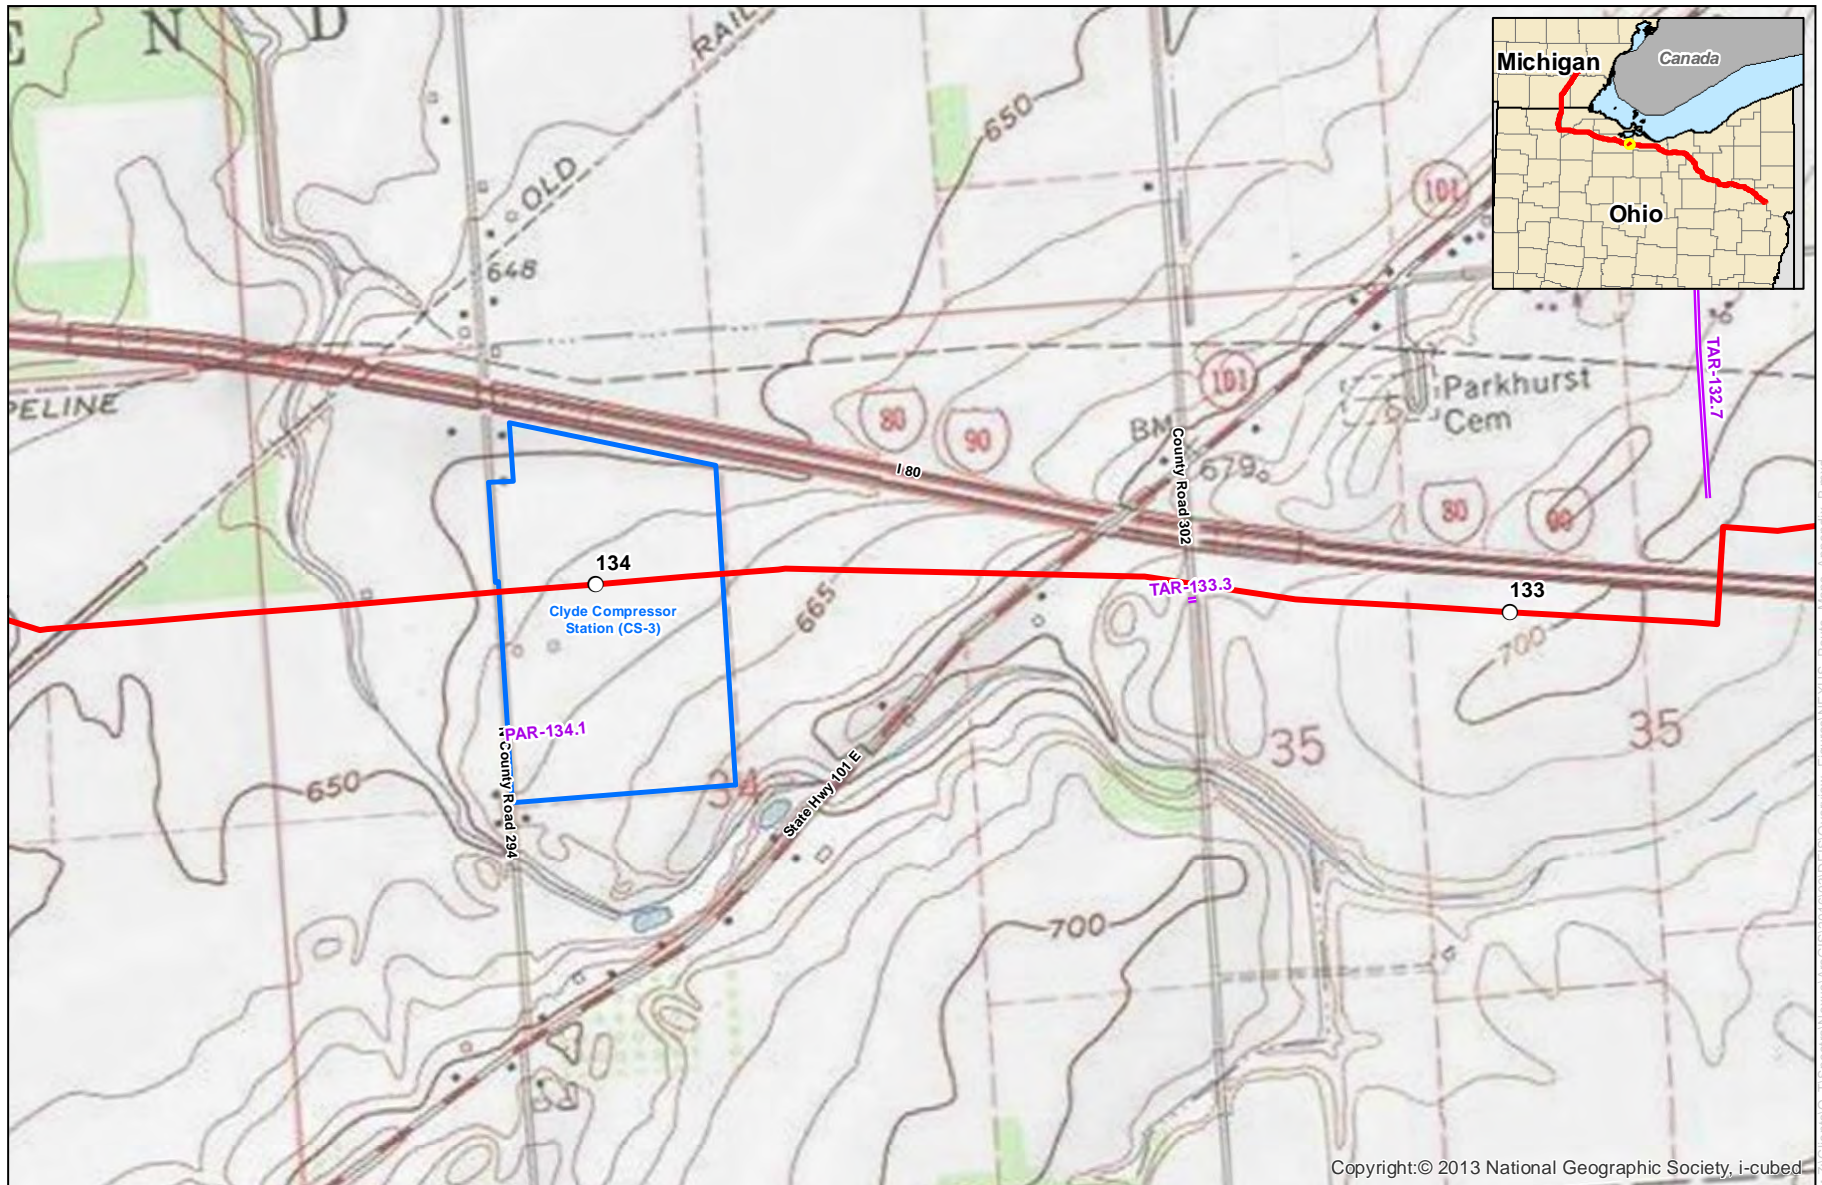 E N D
RAIL
Michigan
Canada
Ohio
650
101
OLD
648
TAR-132.7
101
Parkhurst
Cem
PELINE
80
90
BM
679
I 80
County Road 302
80
90
134
133
Clyde Compressor
Station (CS-3)
TAR-133.3
665
700
PAR-134.1
N County Road 294
34
35
35
State Hwy 101 E
650
700
Copyright:© 2013 National Geographic Society, i-cubed